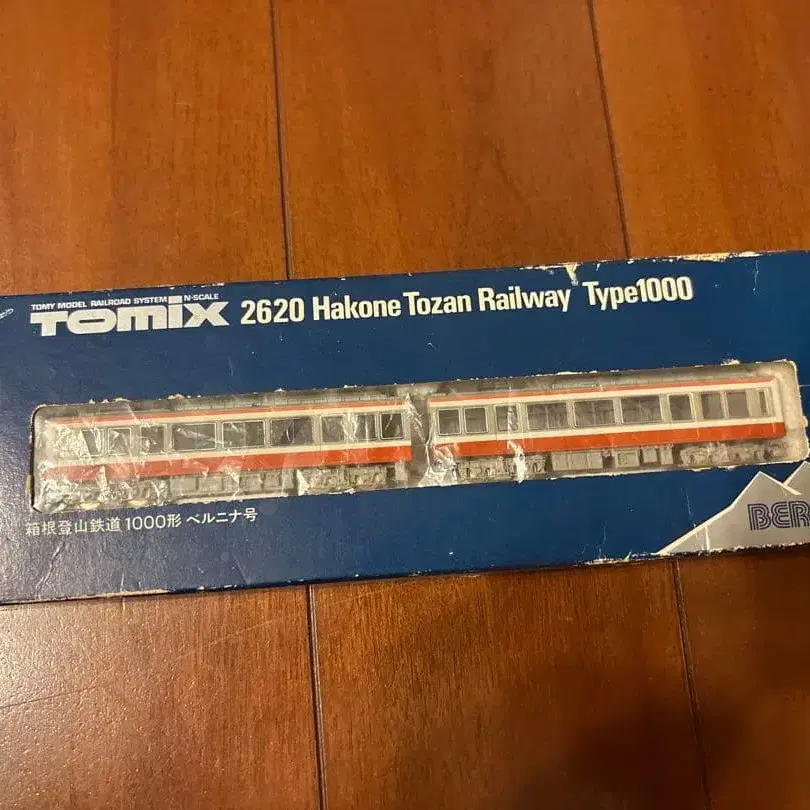 TOMY MODEL RAILROAD SYSTEM N-SCALE
TOMIX 2620 Hakone Tozan Railway Type1000
箱根登山鉄道1000形 ベルニナ号
BER